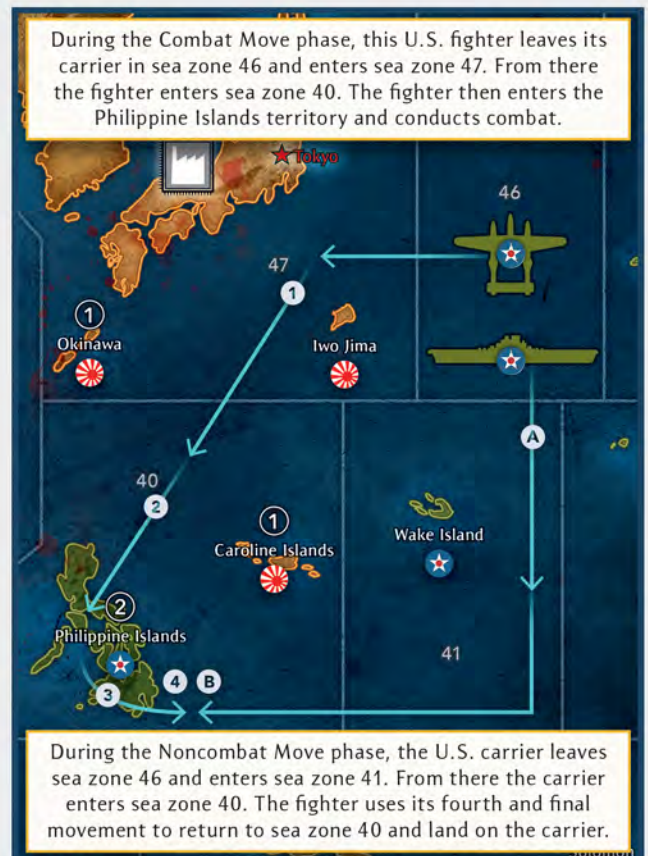 During the Combat Move phase, this U.S. fighter leaves its
carrier in sea zone 46 and enters sea zone 47. From there
the fighter enters sea zone 40. The fighter then enters the
Philippine Islands territory and conducts combat.
Tokyo
46
47
1
1
Okinawa
Iwo Jima
A
40
2
1
Caroline Islands
Wake Island
2
Philippine Islands
41
3
4
B
During the Noncombat Move phase, the U.S. carrier leaves
sea zone 46 and enters sea zone 41. From there the carrier
enters sea zone 40. The fighter uses its fourth and final
movement to return to sea zone 40 and land on the carrier.